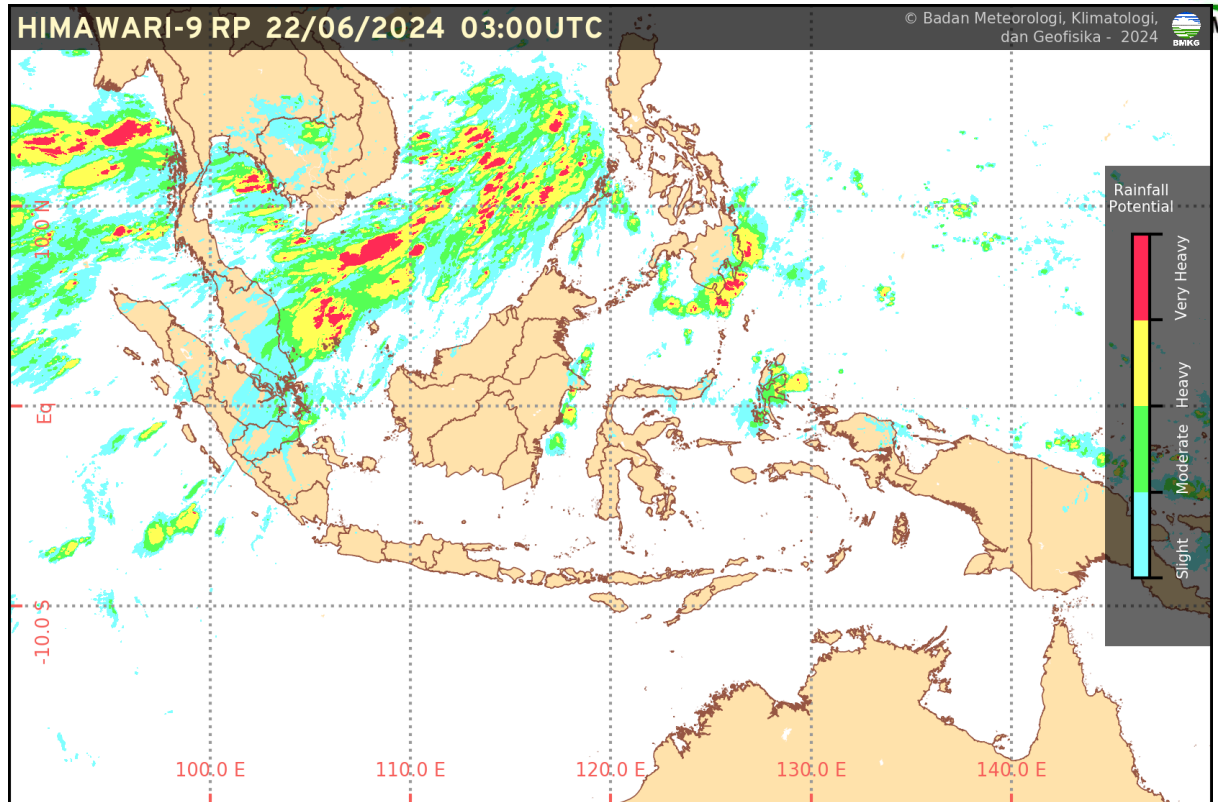 HIMAWARI-9 RP 22/06/2024 03:00UTC
© Badan Meteorologi, Klimatologi,
dan Geofisika - 2024
BMKG
Rainfall
Potential
Very Heavy
Heavy
Moderate
Slight
10.0 N
Eq
-10.0 S
100.0 E
110.0 E
120.0 E
130.0 E
140.0 E